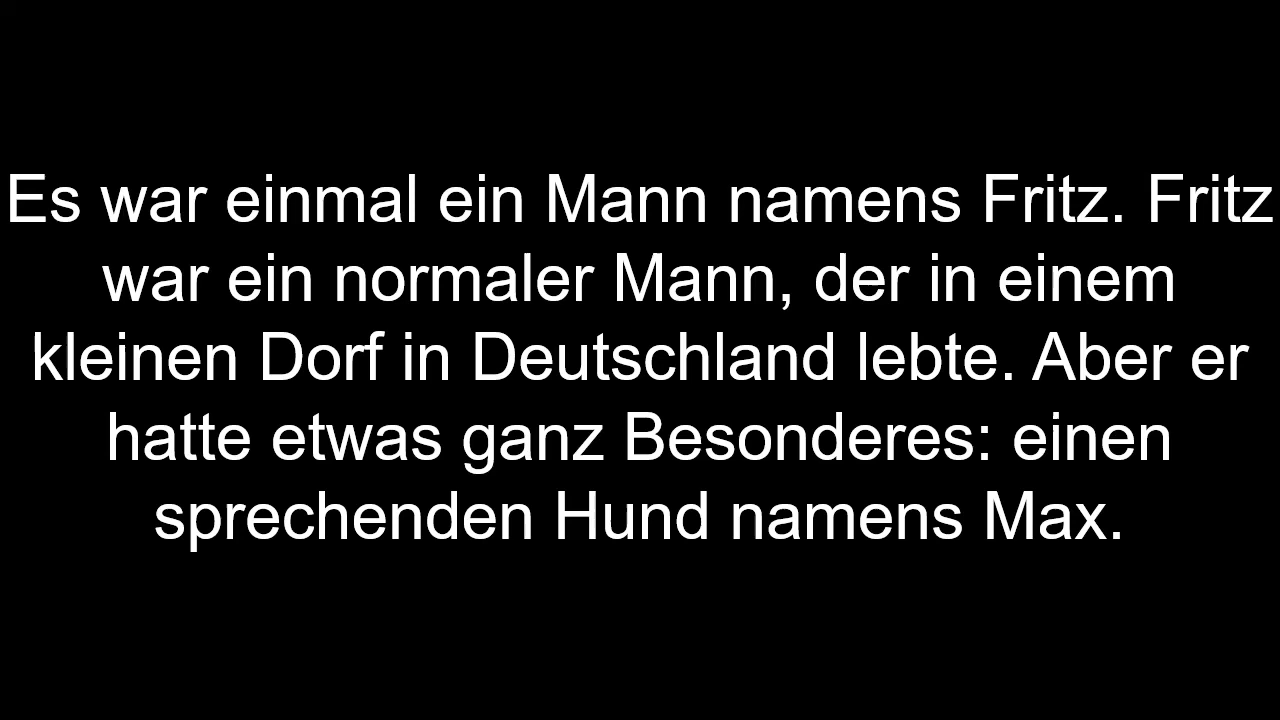 Es war einmal ein Mann namens Fritz. Fritz
war ein normaler Mann, der in einem
kleinen Dorf in Deutschland lebte. Aber er
hatte etwas ganz Besonderes: einen
sprechenden Hund namens Max.